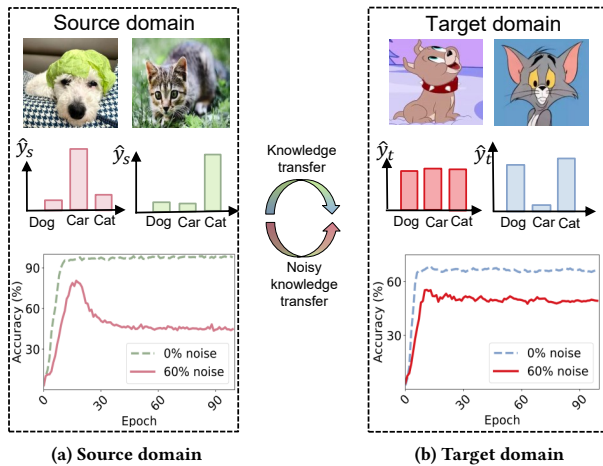 Source domain
ŷₛ
Dog
Car
Cat
ŷₛ
Dog
Car
Cat
Accuracy (%)
90
60
30
0% noise
60% noise
0
30
60
90
Epoch
(a) Source domain
Knowledge
transfer
Noisy
knowledge
transfer
Target domain
ŷₜ
Dog
Car
Cat
ŷₜ
Dog
Car
Cat
Accuracy (%)
60
30
0% noise
60% noise
0
30
60
90
Epoch
(b) Target domain